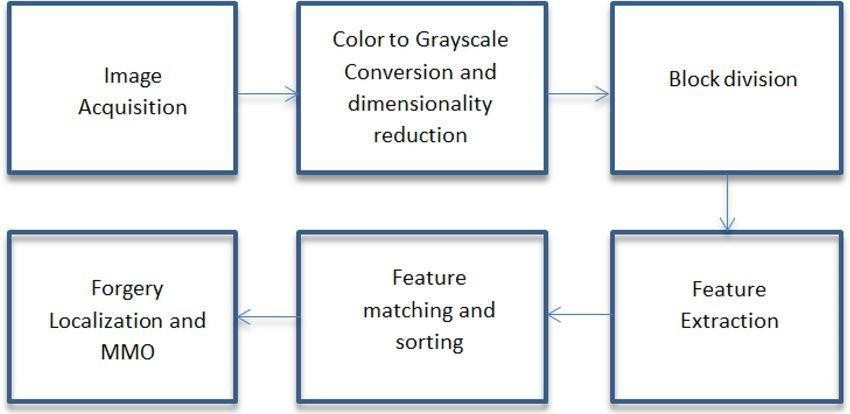 Image
Acquisition
Color to Grayscale
Conversion and
dimensionality
reduction
Block division
Feature
Extraction
Feature
matching and
sorting
Forgery
Localization and
MMO